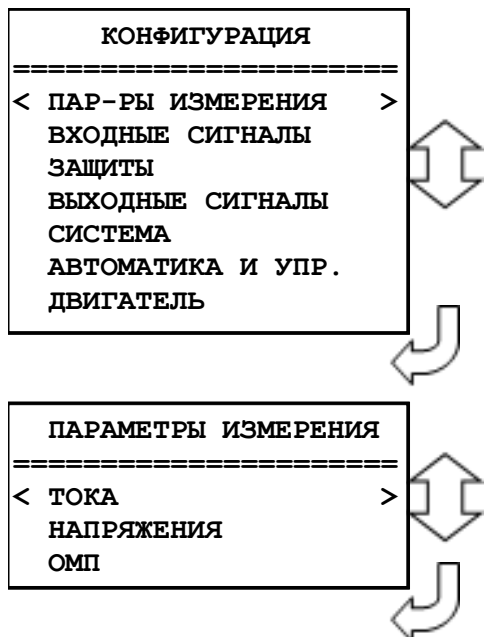 КОНФИГУРАЦИЯ
======================
< ПАР-РЫ ИЗМЕРЕНИЯ >
ВХОДНЫЕ СИГНАЛЫ
ЗАЩИТЫ
ВЫХОДНЫЕ СИГНАЛЫ
СИСТЕМА
АВТОМАТИКА И УПР.
ДВИГАТЕЛЬ
ПАРАМЕТРЫ ИЗМЕРЕНИЯ
======================
< ТОКА >
НАПРЯЖЕНИЯ
ОМП